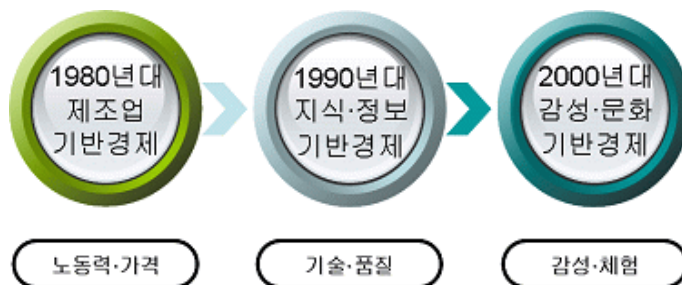 1980년대
제조업
기반경제
1990년대
지식·정보
기반경제
2000년대
감성·문화
기반경제
노동력·가격
기술·품질
감성·체험